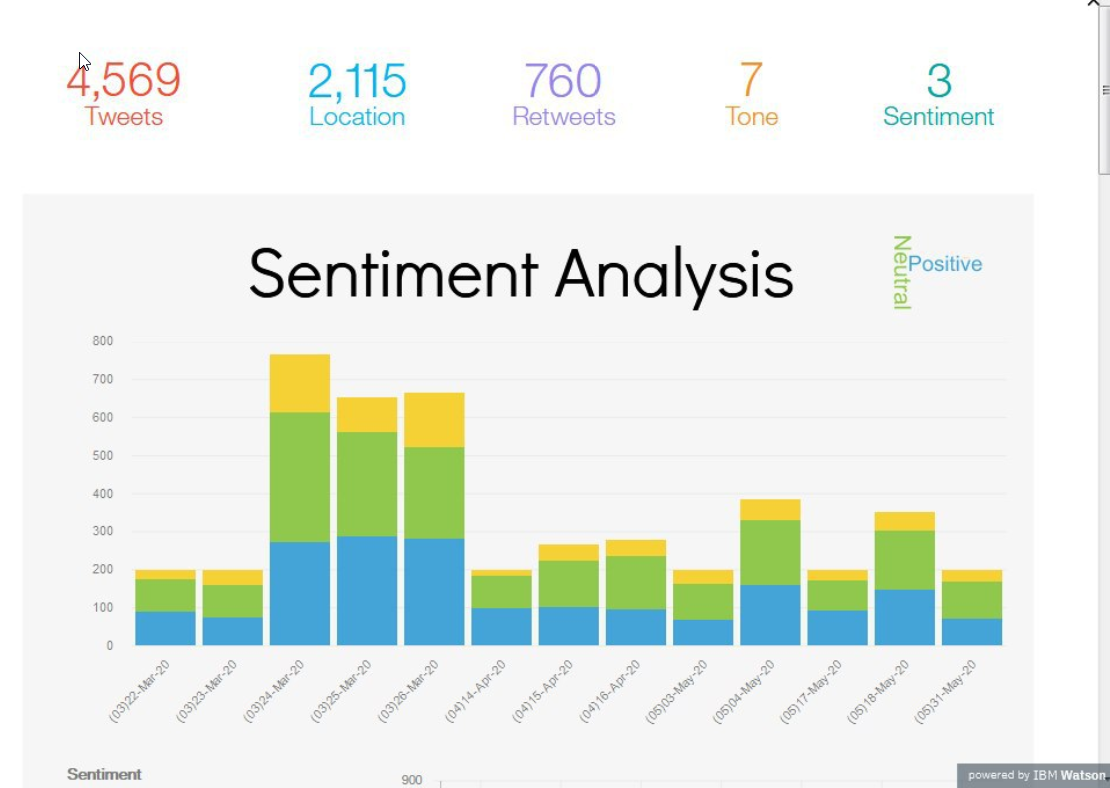 4,569 2,115 760 7 3
Tweets Location Retweets Tone Sentiment
Sentiment Analysis
Neutral
Positive
800
700
600
500
400
300
200
100
0
(03)22-Mar-20
(03)23-Mar-20
(03)24-Mar-20
(03)25-Mar-20
(03)26-Mar-20
(04)14-Apr-20
(04)15-Apr-20
(04)16-Apr-20
(05)03-May-20
(05)04-May-20
(05)17-May-20
(05)18-May-20
(05)31-May-20
Sentiment
900
powered by IBM Watson